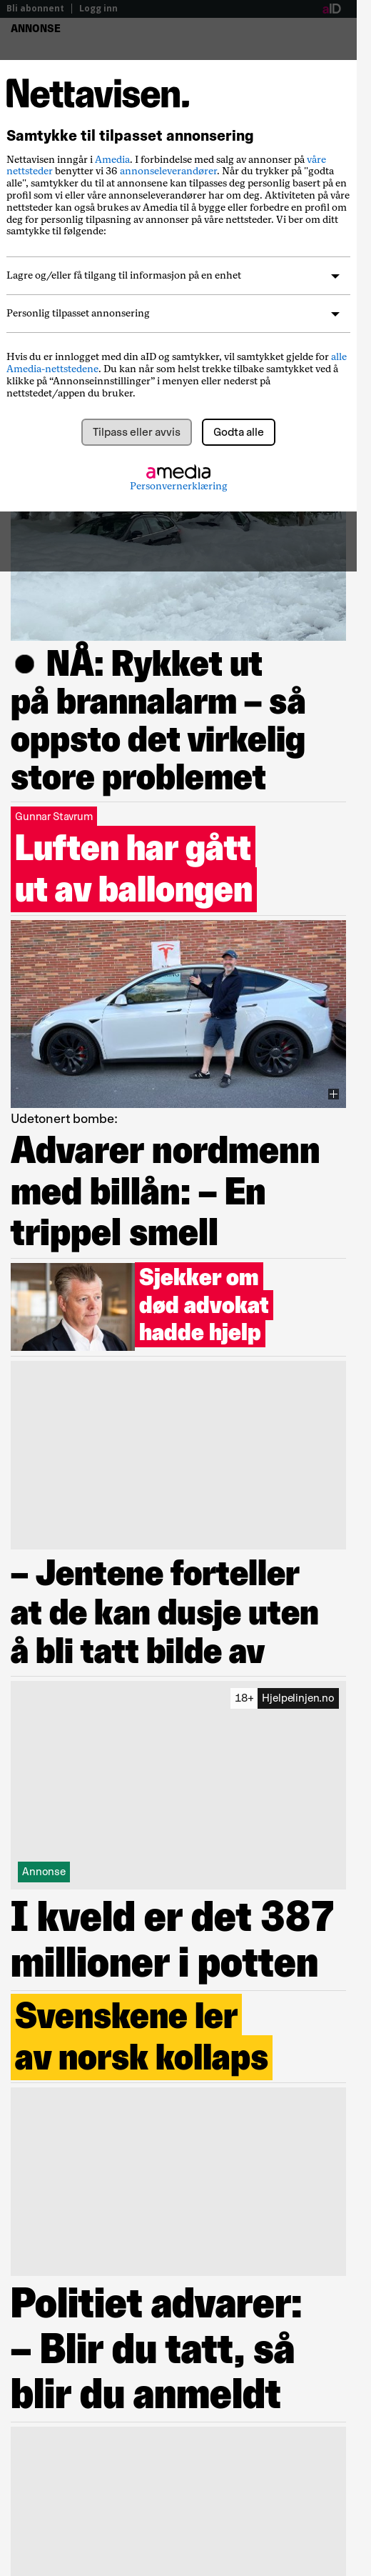 Bli abonnent | Logg inn
aID
ANNONSE
Nettavisen.
Samtykke til tilpasset annonsering
Nettavisen inngår i Amedia. I forbindelse med salg av annonser på våre
nettsteder benytter vi 36 annonseleverandører. Når du trykker på "godta
alle", samtykker du til at annonsene kan tilpasses deg personlig basert på en
profil som vi eller våre annonseleverandører har om deg. Aktiviteten på våre
nettsteder kan også brukes av Amedia til å bygge eller forbedre en profil om
deg for personlig tilpasning av annonser på våre nettsteder. Vi ber om ditt
samtykke til følgende:
Lagre og/eller få tilgang til informasjon på en enhet
Personlig tilpasset annonsering
Hvis du er innlogget med din aID og samtykker, vil samtykket gjelde for alle
Amedia-nettstedene. Du kan når som helst trekke tilbake samtykket ved å
klikke på “Annonseinnstillinger” i menyen eller nederst på
nettstedet/appen du bruker.
Tilpass eller avvis
Godta alle
amedia
Personvernerklæring
● NÅ: Rykket ut
på brannalarm – så
oppsto det virkelig
store problemet
Gunnar Stavrum
Luften har gått
ut av ballongen
Udetonert bombe:
Advarer nordmenn
med billån: – En
trippel smell
Sjekker om
død advokat
hadde hjelp
– Jentene forteller
at de kan dusje uten
å bli tatt bilde av
18+ Hjelpelinjen.no
Annonse
I kveld er det 387
millioner i potten
Svenskene ler
av norsk kollaps
Politiet advarer:
– Blir du tatt, så
blir du anmeldt